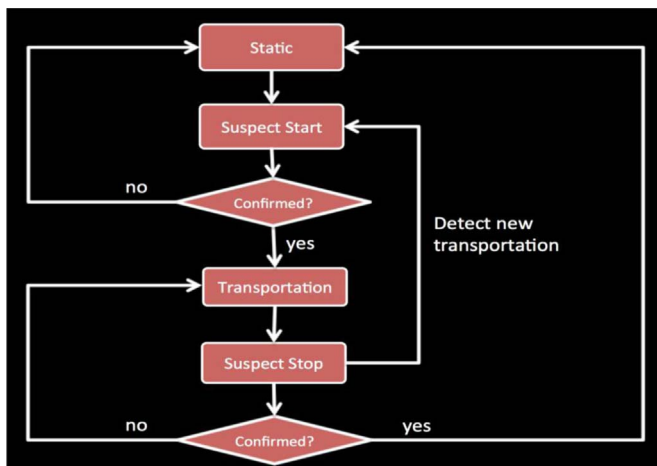 Static
Suspect Start
no
Confirmed?
yes
Detect new
transportation
Transportation
Suspect Stop
no
Confirmed?
yes